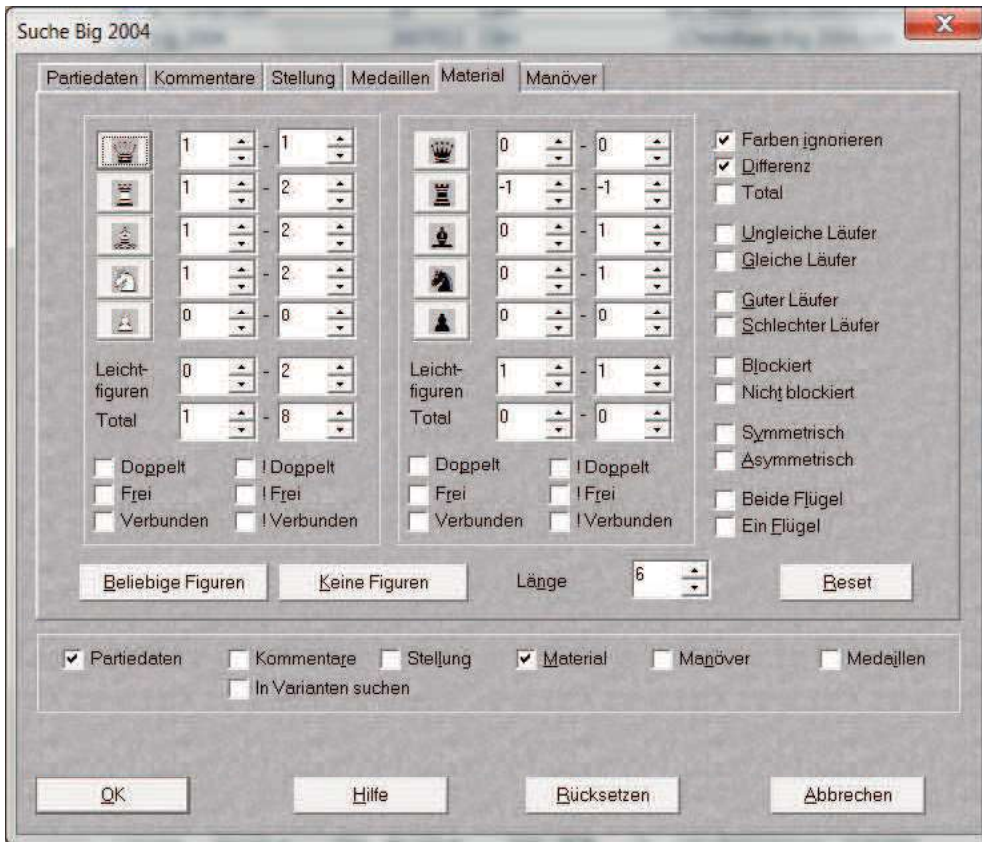 Suche Big 2004
Partiedaten Kommentare Stellung Medaillen Material Manöver
1 - 1 0 - 0 Farben ignorieren
Differenz
1 - 2 -1 - -1 Total
1 - 2 0 - 1 Ungleiche Läufer
Gleiche Läufer
1 - 2 0 - 1 Guter Läufer
0 - 0 0 - 0 Schlechter Läufer
Leicht- 0 - 2 Leicht- 1 - 1 Blockiert
figuren figuren Nicht blockiert
Total 1 - 8 Total 0 - 0 Symmetrisch
Doppelt ! Doppelt Doppelt ! Doppelt Asymmetrisch
Frei ! Frei Frei ! Frei Beide Flügel
Verbunden ! Verbunden Verbunden ! Verbunden Ein Flügel
Beliebige Figuren Keine Figuren Länge 6 Reset
Partiedaten Kommentare Stellung Material Manöver Medaillen
In Varianten suchen
OK Hilfe Rücksetzen Abbrechen